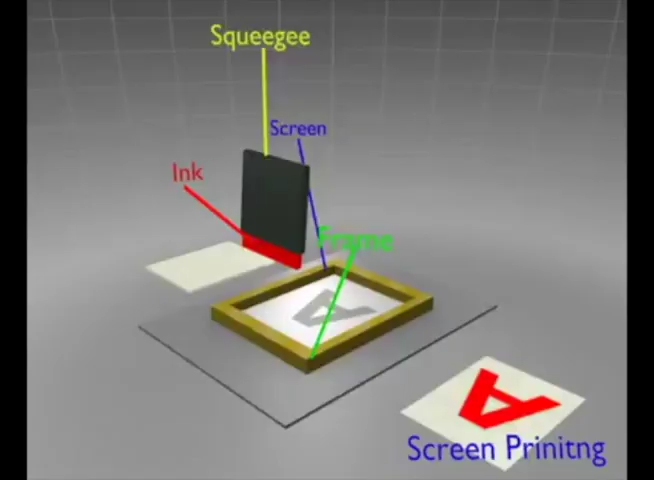 Squeegee
Screen
Ink
Frame
A
A
Screen Prinitng